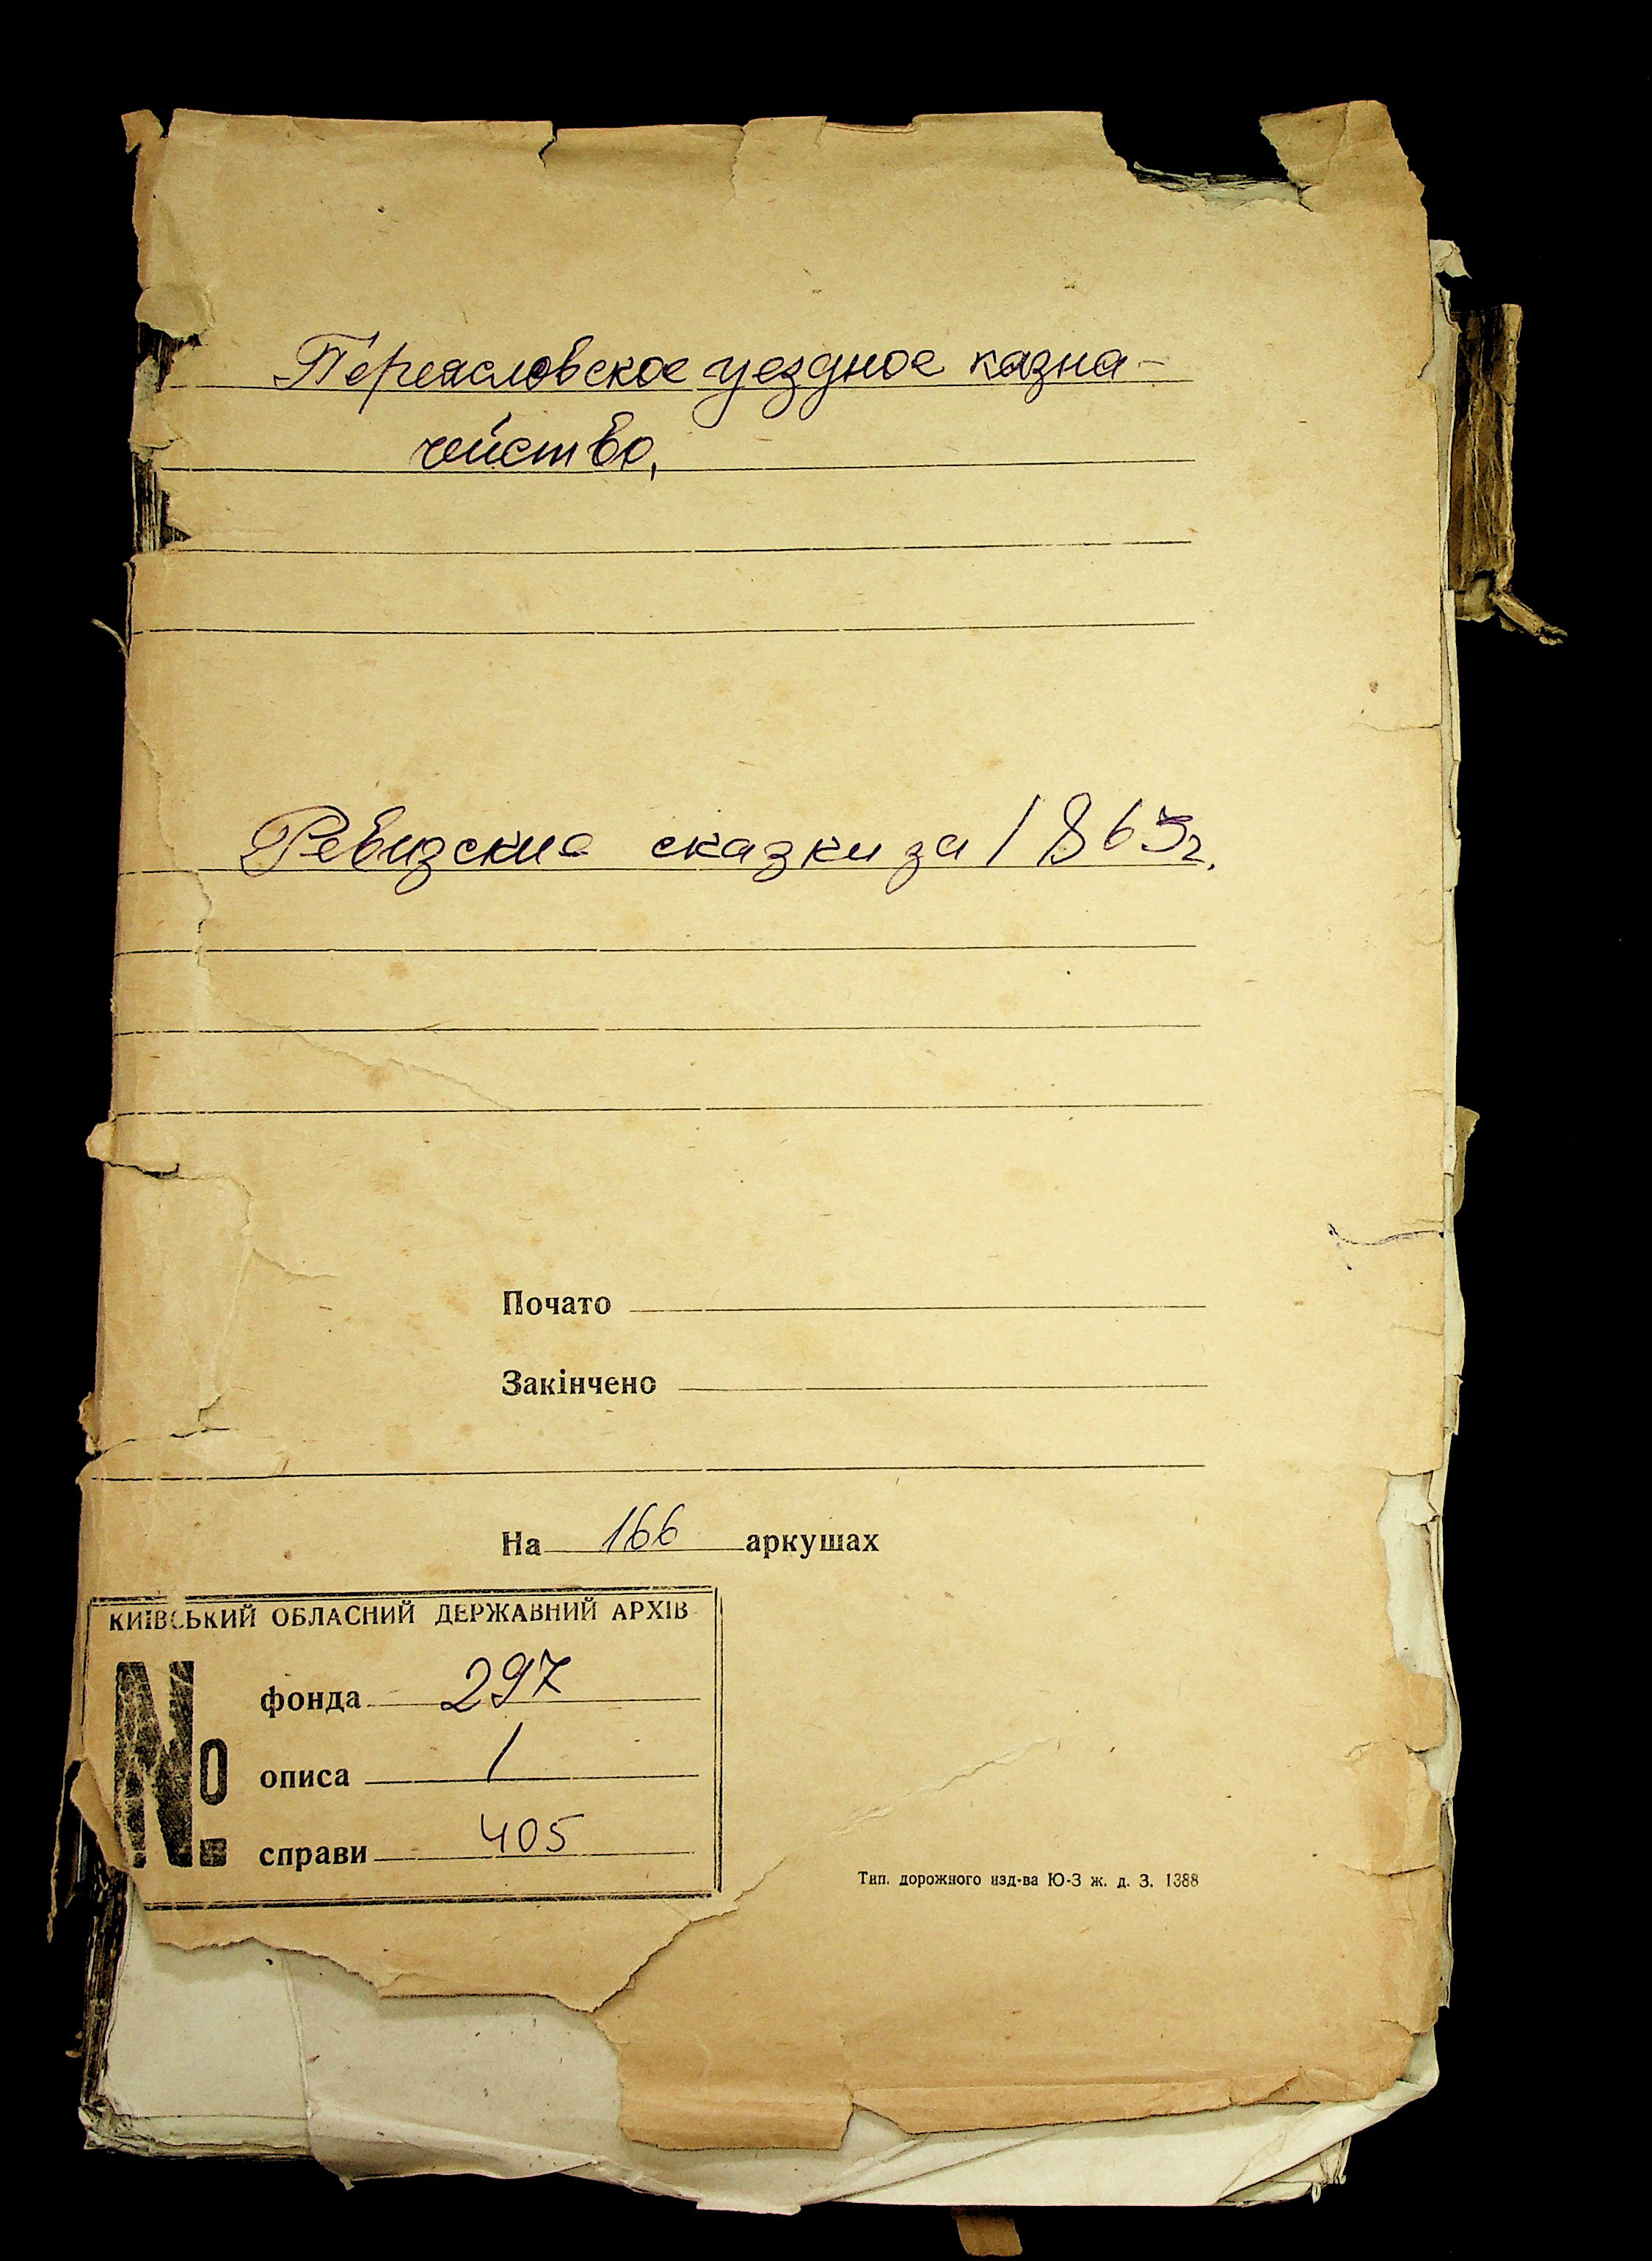 Переясловское уездное казна-
чейство,
Ревизские сказки за 1863г.
Почато
Закінчено
На 166 аркушах
КИЇВСЬКИЙ ОБЛАСНИЙ ДЕРЖАВНИЙ АРХІВ
№
фонда 297
описа 1
справи 405
Тип. дорожного изд-ва Ю-З ж. д. З. 1388